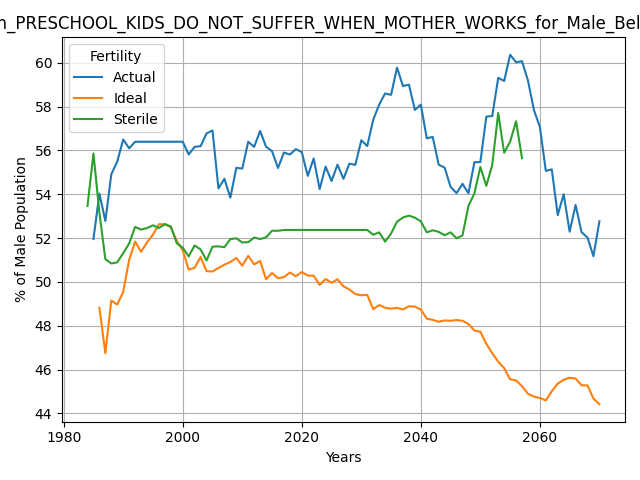 n_PRESCHOOL_KIDS_DO_NOT_SUFFER_WHEN_MOTHER_WORKS_for_Male_Bel
Fertility
Actual
Ideal
Sterile
% of Male Population
60
58
56
54
52
50
48
46
44
1980
2000
2020
2040
2060
Years